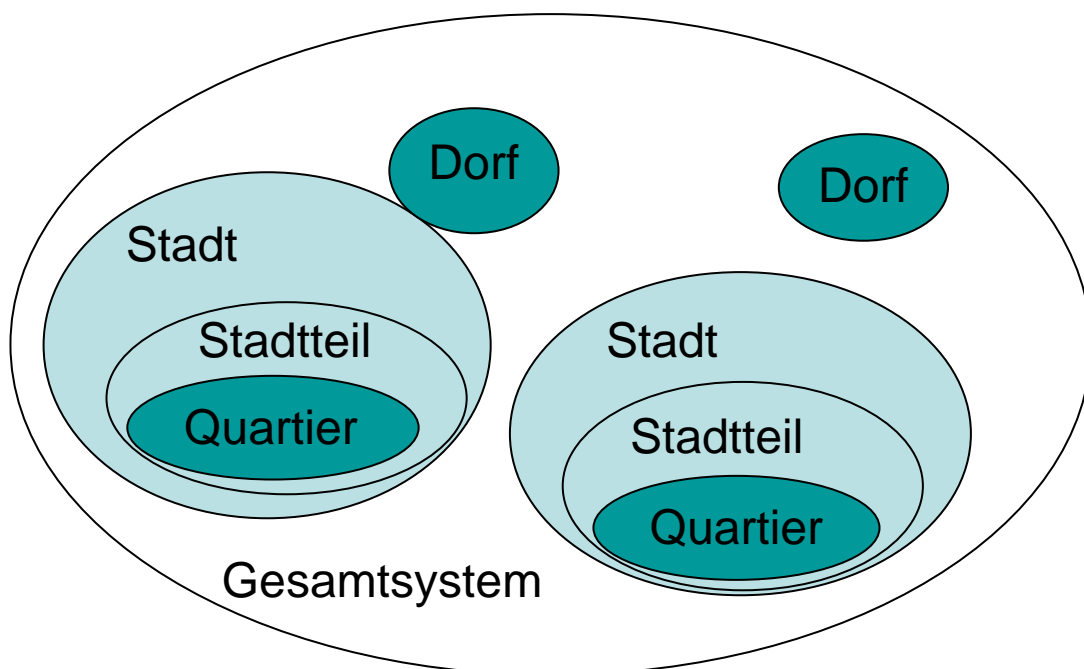 Dorf
Dorf
Stadt
Stadtteil
Quartier
Stadt
Stadtteil
Quartier
Gesamtsystem